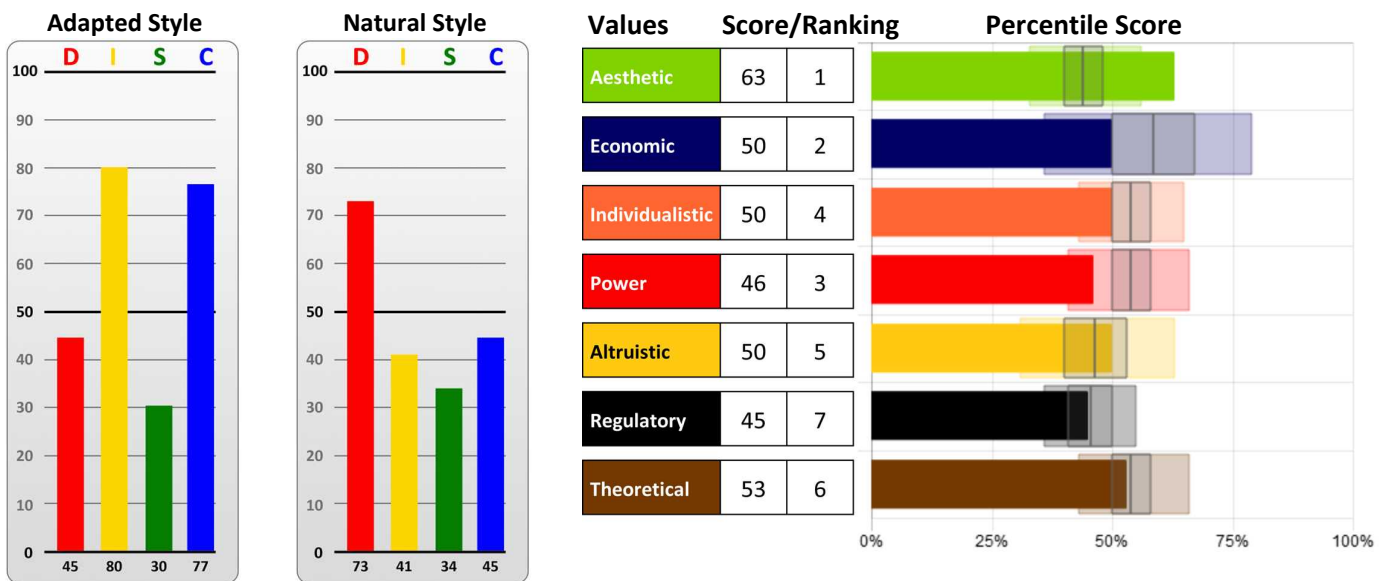 Adapted Style
D I S C
100
90
80
70
60
50
40
30
20
10
0
45 80 30 77
Natural Style
D I S C
100
90
80
70
60
50
40
30
20
10
0
73 41 34 45
Values Score/Ranking Percentile Score
Aesthetic 63 1
Economic 50 2
Individualistic 50 4
Power 46 3
Altruistic 50 5
Regulatory 45 7
Theoretical 53 6
0% 25% 50% 75% 100%